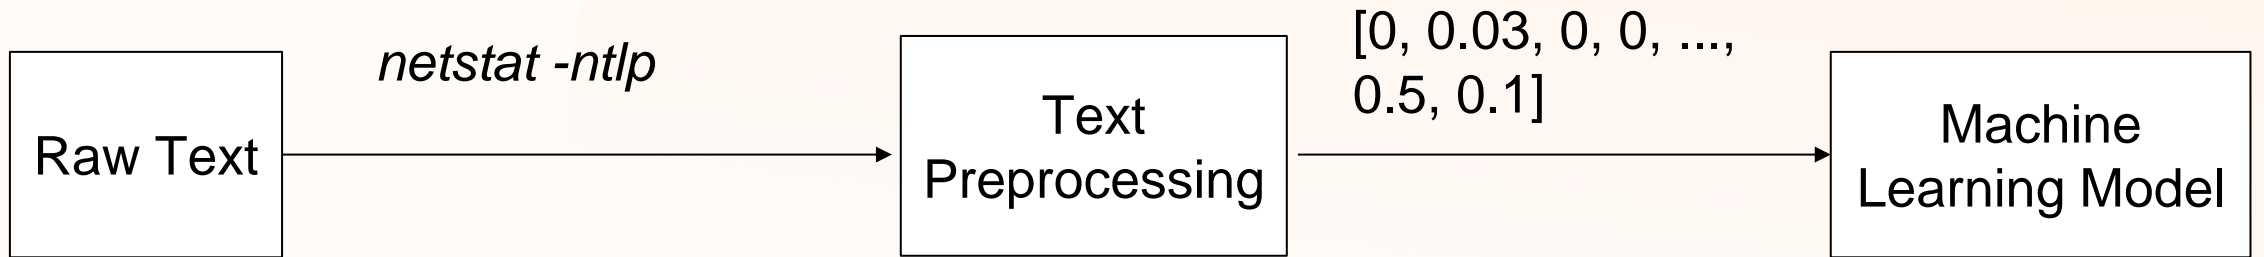 Raw Text
netstat -ntlp
Text
Preprocessing
[0, 0.03, 0, 0, ...,
0.5, 0.1]
Machine
Learning Model